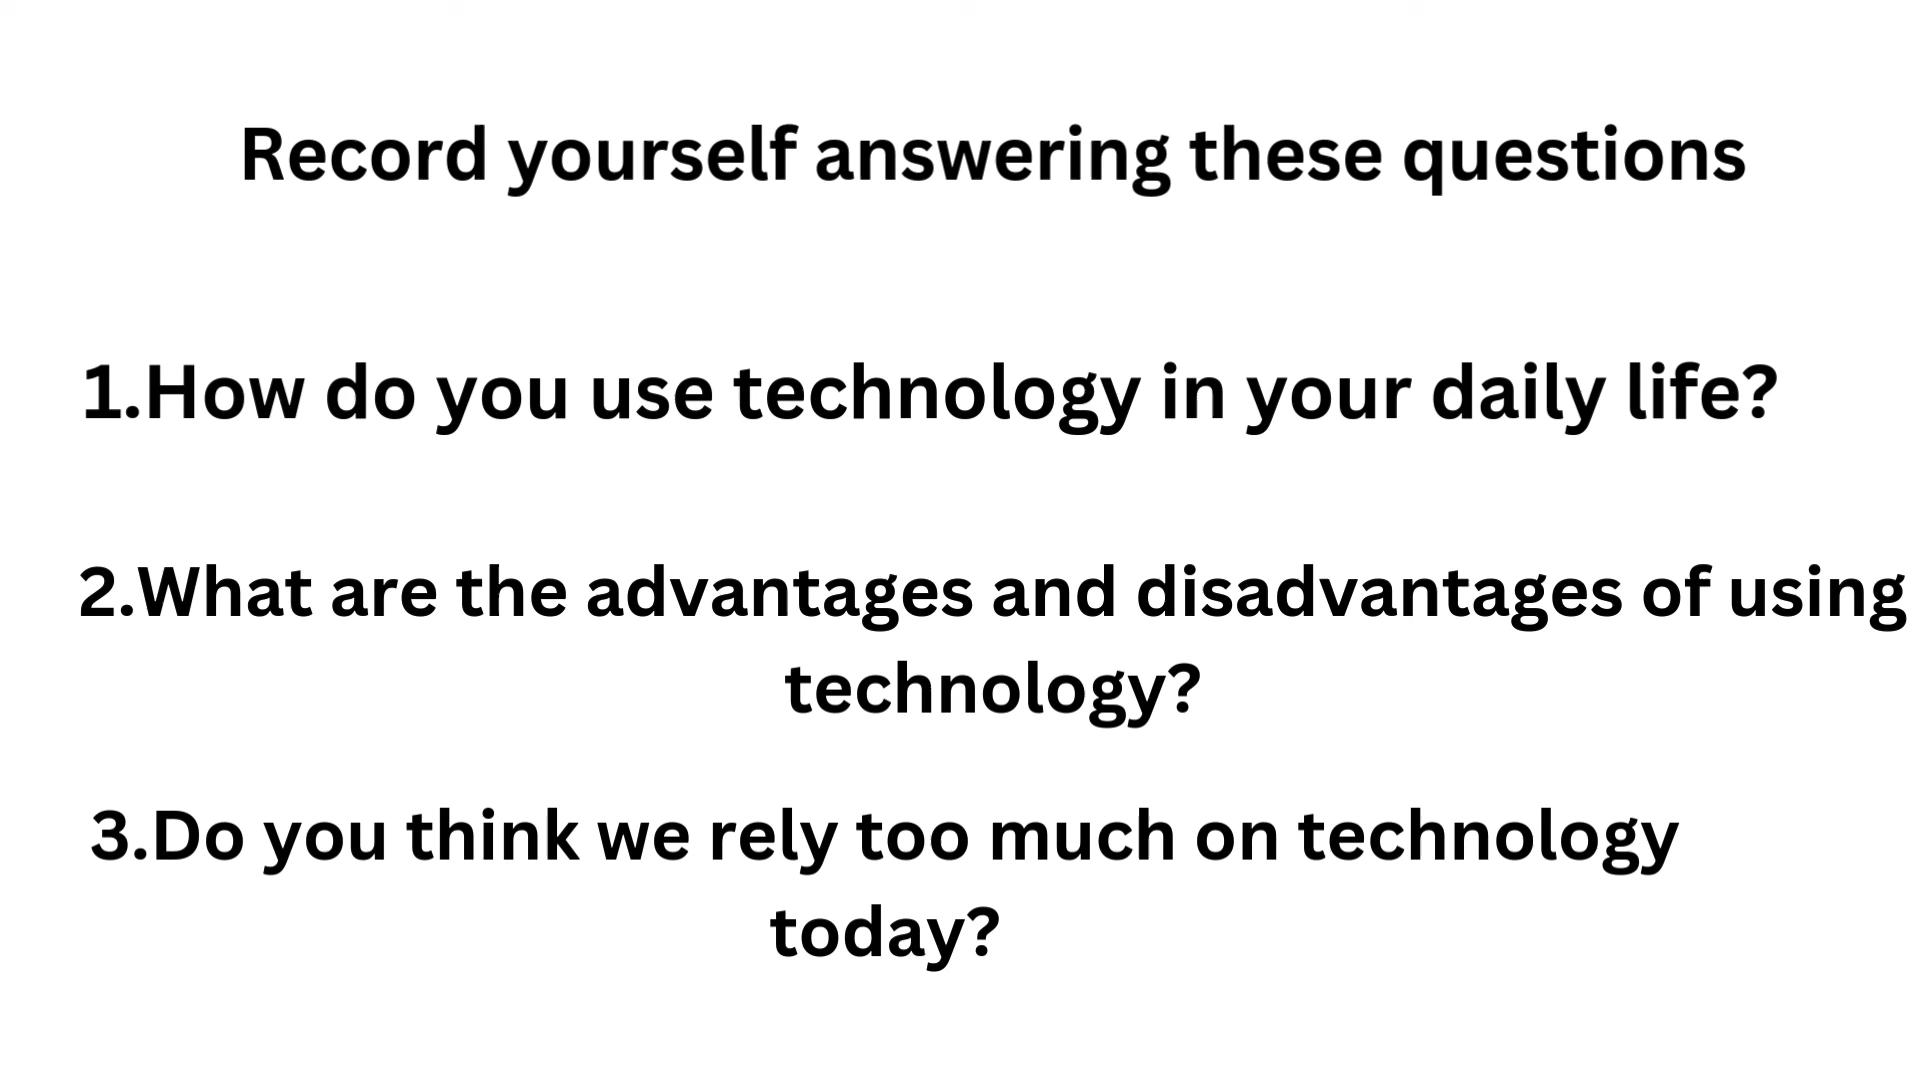 Record yourself answering these questions
1.How do you use technology in your daily life?
2.What are the advantages and disadvantages of using
technology?
3.Do you think we rely too much on technology
today?